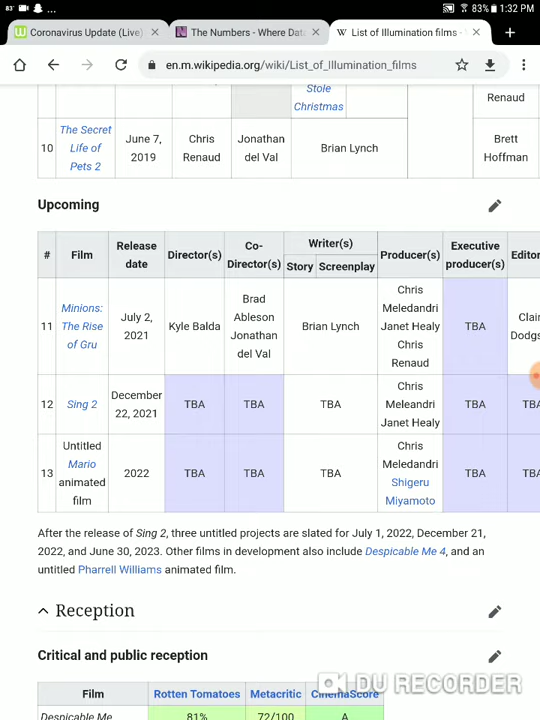 83°
83% 1:32 PM
Coronavirus Update (Live)
The Numbers - Where Data
List of Illumination films -
en.m.wikipedia.org/wiki/List_of_Illumination_films
Stole
Christmas
Renaud
10
The Secret
Life of
Pets 2
June 7,
2019
Chris
Renaud
Jonathan
del Val
Brian Lynch
Brett
Hoffman
Upcoming
#
Film
Release
date
Director(s)
Co-
Director(s)
Writer(s)
Story
Screenplay
Producer(s)
Executive
producer(s)
Editor
11
Minions:
The Rise
of Gru
July 2,
2021
Kyle Balda
Brad
Ableson
Jonathan
del Val
Brian Lynch
Chris
Meledandri
Janet Healy
Chris
Renaud
TBA
Clair
Dodgs
12
Sing 2
December
22, 2021
TBA
TBA
TBA
Chris
Meleandri
Janet Healy
TBA
TBA
13
Untitled
Mario
animated
film
2022
TBA
TBA
TBA
Chris
Meledandri
Shigeru
Miyamoto
TBA
TBA
After the release of Sing 2, three untitled projects are slated for July 1, 2022, December 21,
2022, and June 30, 2023. Other films in development also include Despicable Me 4, and an
untitled Pharrell Williams animated film.
Reception
Critical and public reception
Film
Rotten Tomatoes
Metacritic
CinemaScore
Despicable Me
81%
72/100
A
DU RECORDER